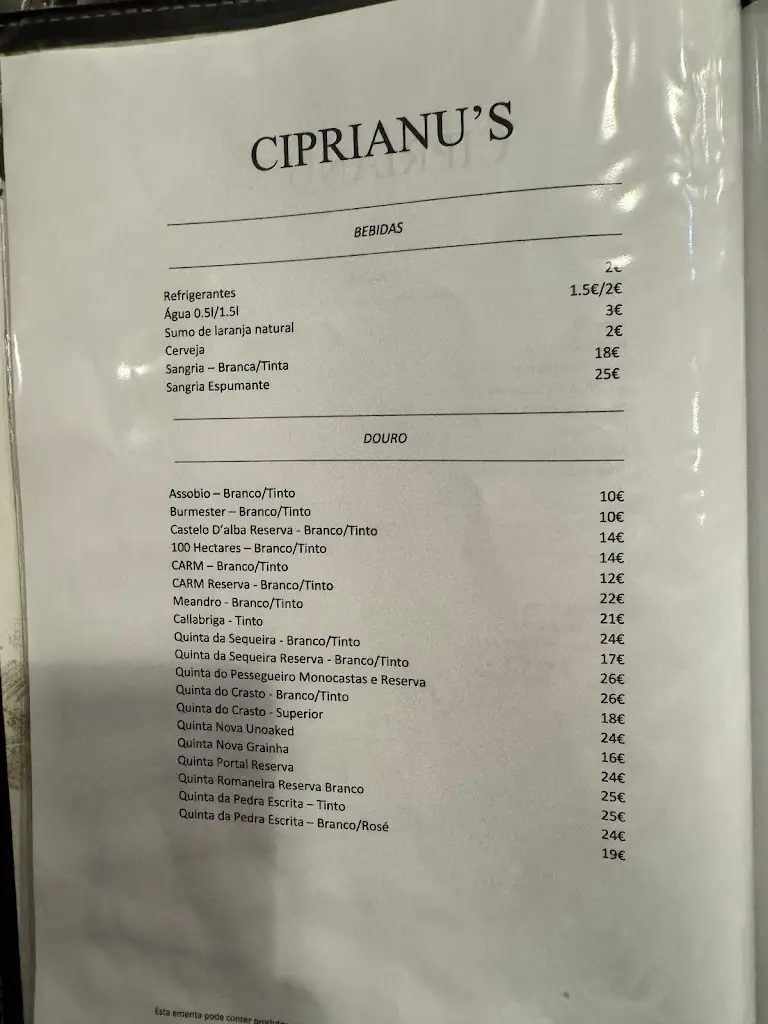 CIPRIANU'S
BEBIDAS
Refrigerantes 2€
Água 0.5l/1.5l 1.5€/2€
Sumo de laranja natural 3€
Cerveja 2€
Sangria – Branca/Tinta 18€
Sangria Espumante 25€
DOURO
Assobio – Branco/Tinto 10€
Burmester – Branco/Tinto 10€
Castelo D'alba Reserva - Branco/Tinto 14€
100 Hectares – Branco/Tinto 14€
CARM – Branco/Tinto 12€
CARM Reserva - Branco/Tinto 22€
Meandro - Branco/Tinto 21€
Callabriga - Tinto 24€
Quinta da Sequeira - Branco/Tinto 17€
Quinta da Sequeira Reserva - Branco/Tinto 26€
Quinta do Pessegueiro Monocastas e Reserva 26€
Quinta do Crasto - Branco/Tinto 18€
Quinta do Crasto - Superior 24€
Quinta Nova Unoaked 16€
Quinta Nova Grainha 24€
Quinta Portal Reserva 25€
Quinta Romaneira Reserva Branco 25€
Quinta da Pedra Escrita – Tinto 24€
Quinta da Pedra Escrita – Branco/Rosé 19€
Esta ementa pode conter